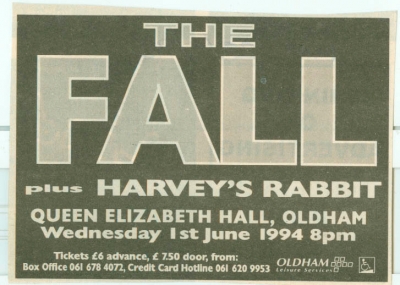 THE
FALL
plus HARVEY'S RABBIT
QUEEN ELIZABETH HALL, OLDHAM
Wednesday 1st June 1994 8pm
Tickets £6 advance, £ 7.50 door, from:
Box Office 061 678 4072, Credit Card Hotline 061 620 9953
OLDHAM
Leisure Services